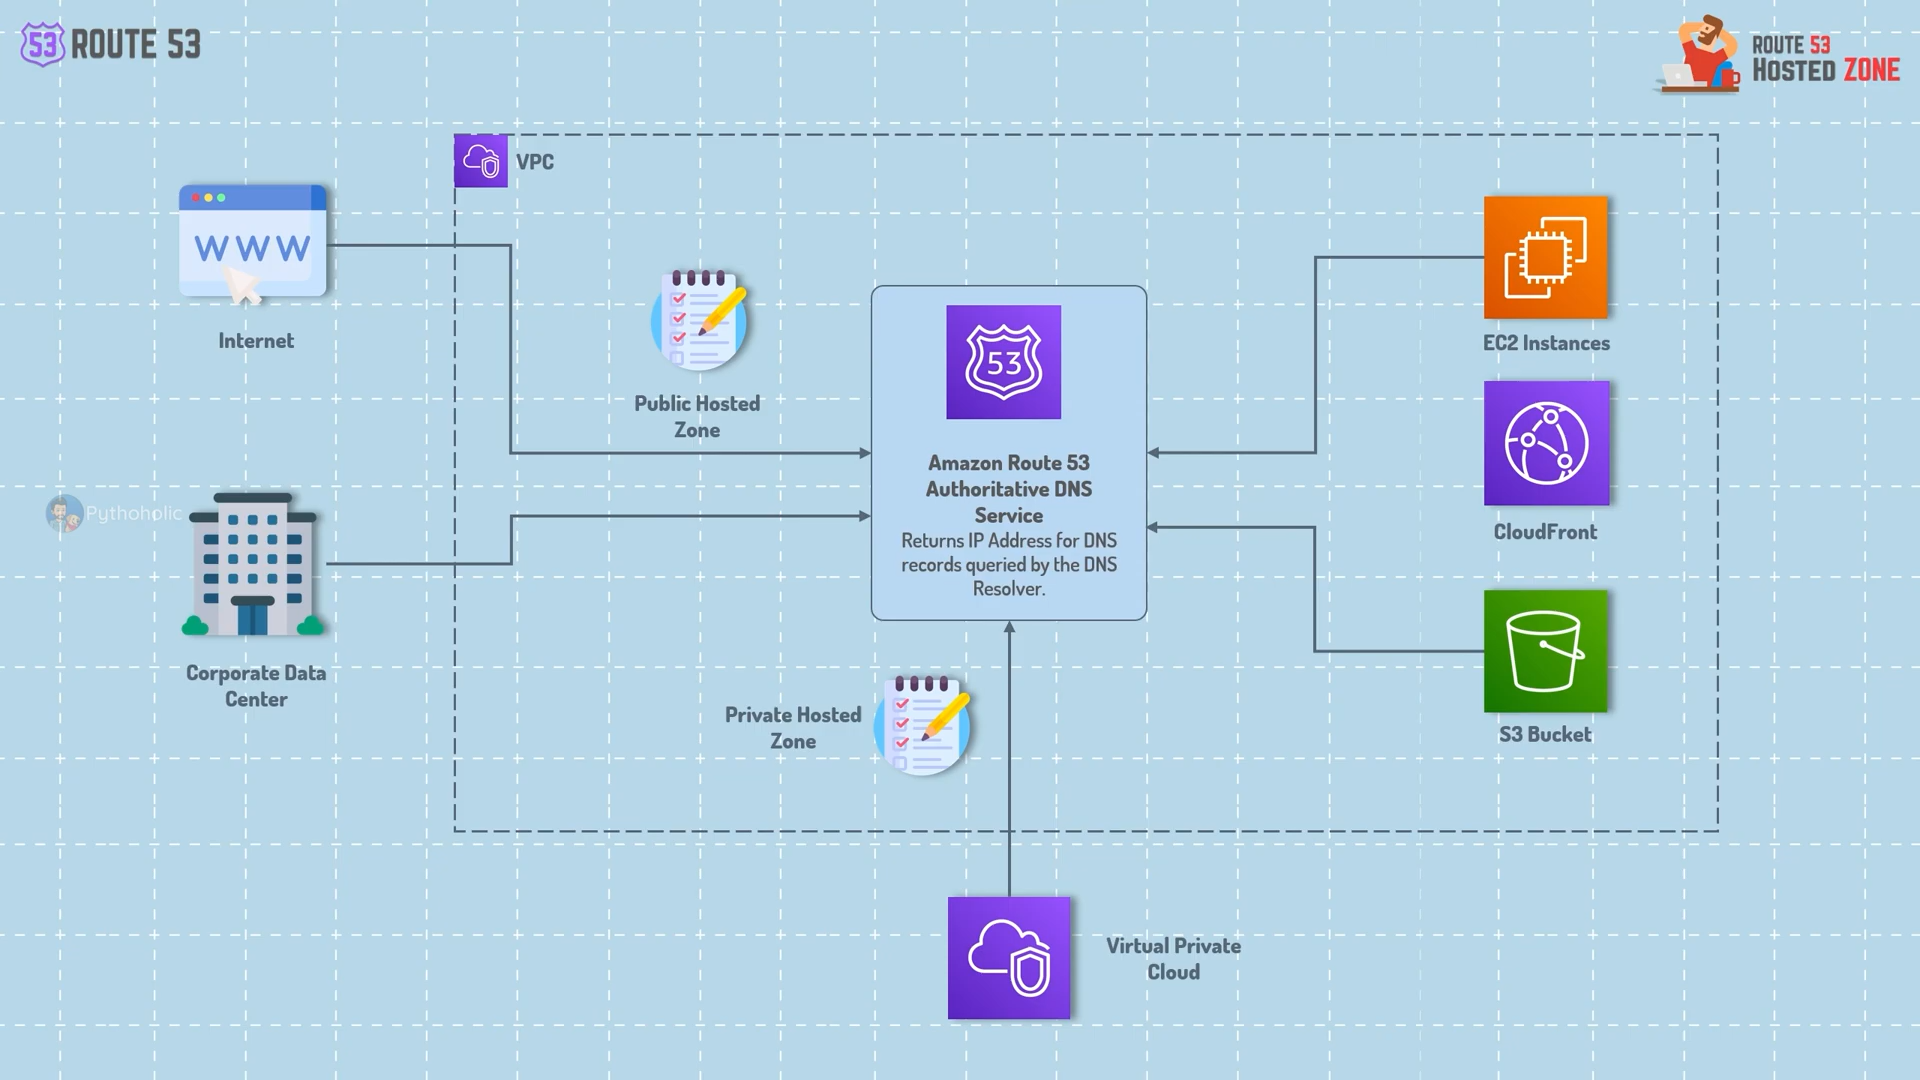 53 ROUTE 53
ROUTE 53
HOSTED ZONE
VPC
WWW
Internet
Public Hosted
Zone
53
Amazon Route 53
Authoritative DNS
Service
Returns IP Address for DNS
records queried by the DNS
Resolver.
EC2 Instances
CloudFront
Pythoholic
Corporate Data
Center
Private Hosted
Zone
S3 Bucket
Virtual Private
Cloud